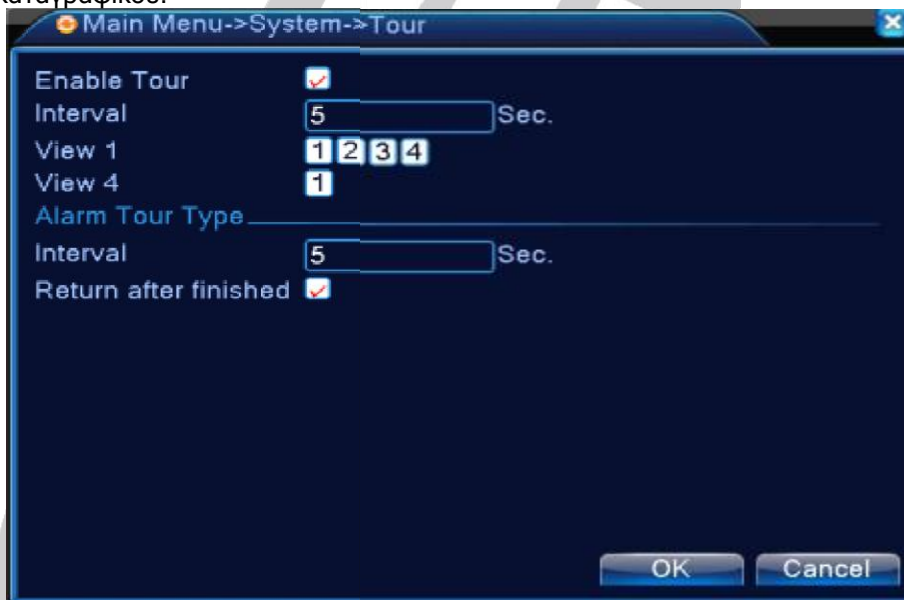 καταγραφικού.
Main Menu->System->Tour
Enable Tour
Interval 5 Sec.
View 1 1 2 3 4
View 4 1
Alarm Tour Type
Interval 5 Sec.
Return after finished
OK Cancel